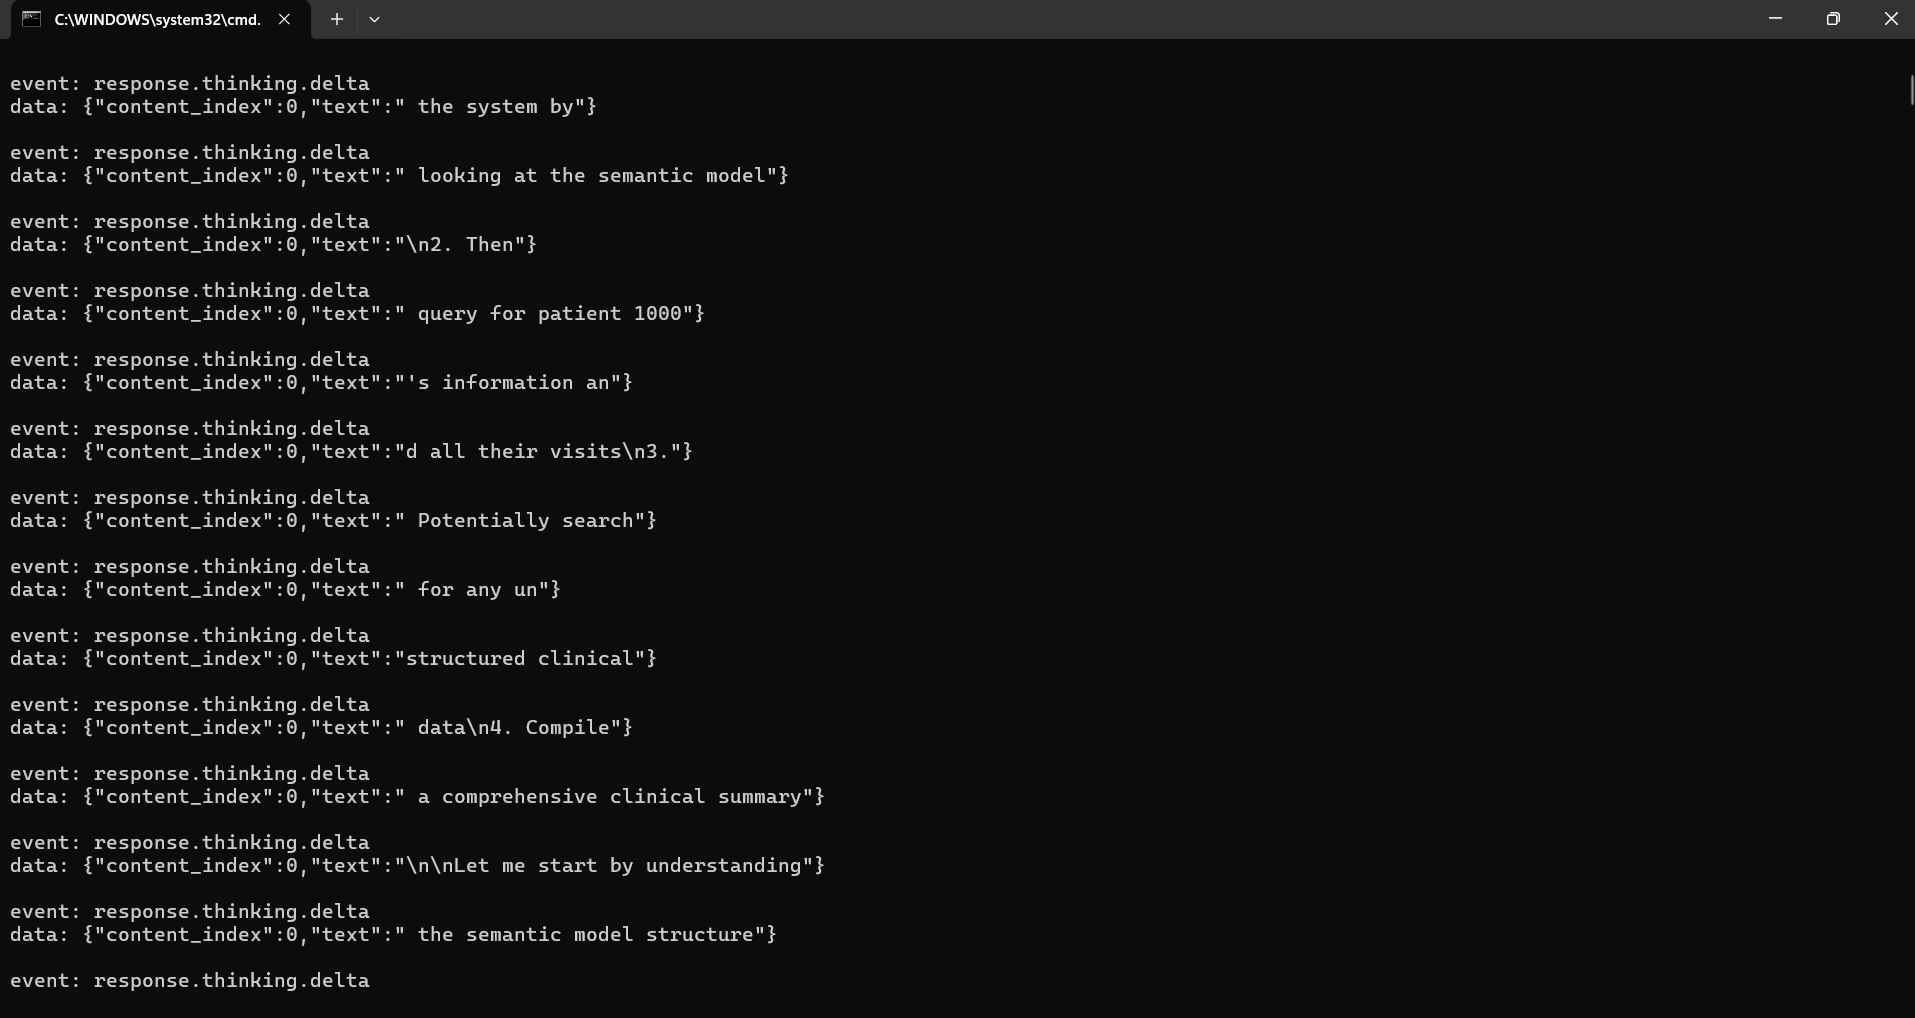 C:\WINDOWS\system32\cmd.
event: response.thinking.delta
data: {"content_index":0,"text":" the system by"}
event: response.thinking.delta
data: {"content_index":0,"text":" looking at the semantic model"}
event: response.thinking.delta
data: {"content_index":0,"text":"\n2. Then"}
event: response.thinking.delta
data: {"content_index":0,"text":" query for patient 1000"}
event: response.thinking.delta
data: {"content_index":0,"text":"'s information an"}
event: response.thinking.delta
data: {"content_index":0,"text":"d all their visits\n3."}
event: response.thinking.delta
data: {"content_index":0,"text":" Potentially search"}
event: response.thinking.delta
data: {"content_index":0,"text":" for any un"}
event: response.thinking.delta
data: {"content_index":0,"text":"structured clinical"}
event: response.thinking.delta
data: {"content_index":0,"text":" data\n4. Compile"}
event: response.thinking.delta
data: {"content_index":0,"text":" a comprehensive clinical summary"}
event: response.thinking.delta
data: {"content_index":0,"text":"\n\nLet me start by understanding"}
event: response.thinking.delta
data: {"content_index":0,"text":" the semantic model structure"}
event: response.thinking.delta